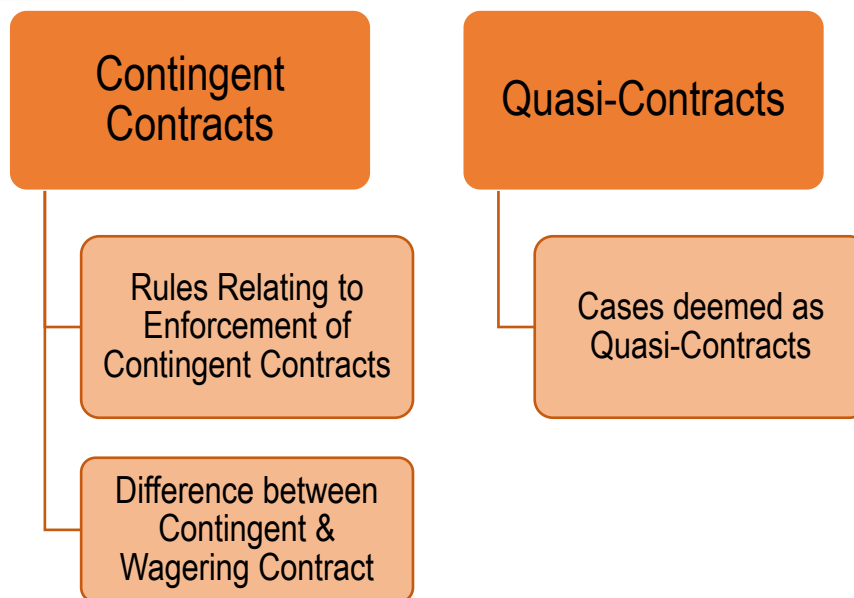 Contingent
Contracts
Rules Relating to
Enforcement of
Contingent Contracts
Difference between
Contingent &
Wagering Contract
Quasi-Contracts
Cases deemed as
Quasi-Contracts